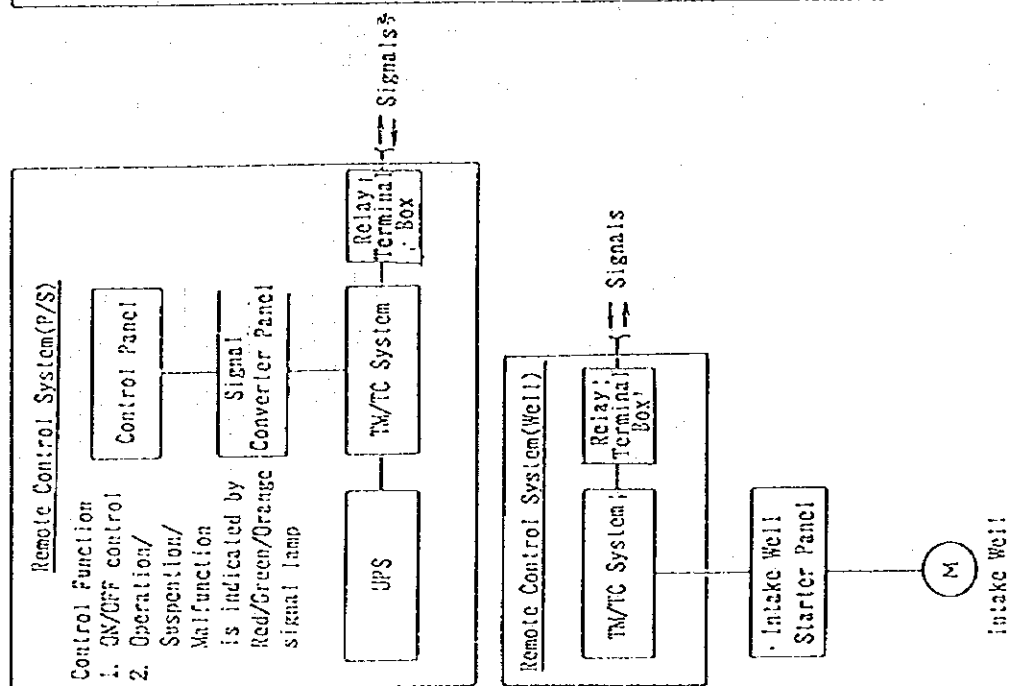 Remote Control System(P/S)
Control Function
1. ON/OFF control
2. Operation/
Suspention/
Malfunction
is indicated by
Red/Green/Orange
signal lamp
Control Panel
Signal
Converter Panel
UPS
TM/TC System
Relay
Terminal
Box
Signals
Remote Control System(Well)
TM/TC System
Relay
Terminal
Box
Signals
Intake Well
Starter Panel
M
Intake Well